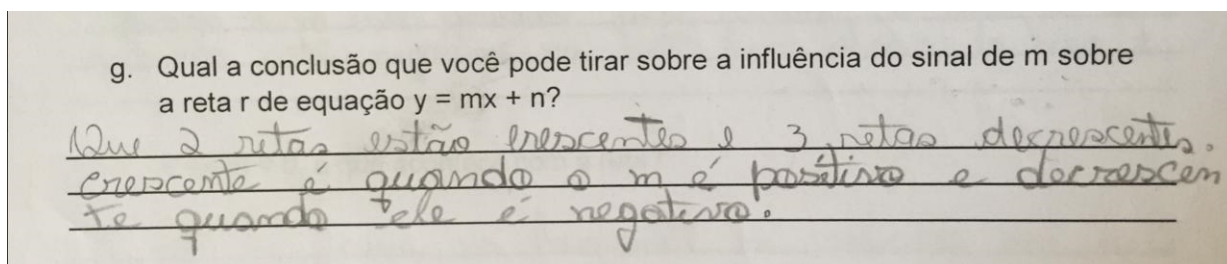 g. Qual a conclusão que você pode tirar sobre a influência do sinal de m sobre
a reta r de equação y = mx + n?
Que 2 retas estão crescentes e 3 retas decrescentes.
crescente é quando o m é positivo e decrescen
te quando ele é negativo.